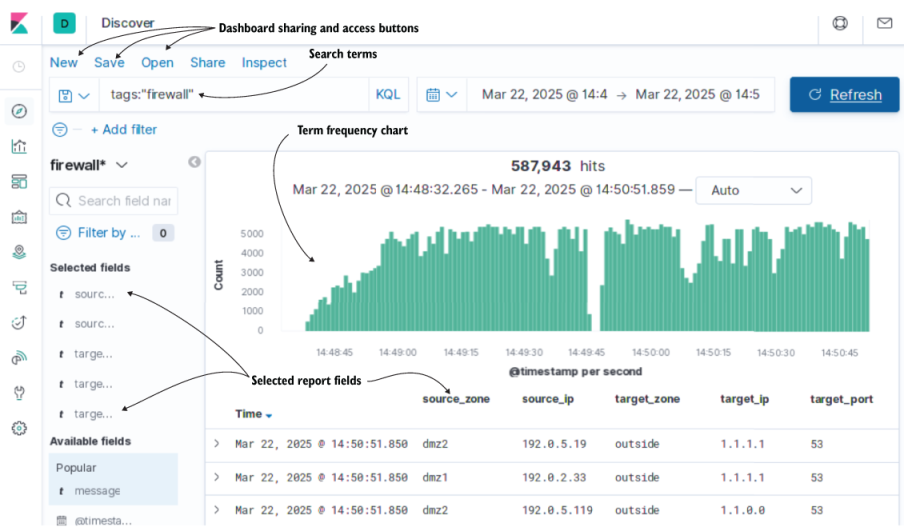 D
Discover
Dashboard sharing and access buttons
New Save Open Share Inspect
Search terms
tags:"firewall"
KQL
Mar 22, 2025 @ 14:4 → Mar 22, 2025 @ 14:5
Refresh
+ Add filter
Term frequency chart
firewall*
587,943 hits
Mar 22, 2025 @ 14:48:32.265 - Mar 22, 2025 @ 14:50:51.859 —
Auto
Search field nar
Filter by ... 0
Selected fields
t sourc...
t sourc...
t targe...
t targe...
t targe...
Available fields
Popular
t message
@timesta...
Count
5000
4000
3000
2000
1000
0
14:48:45 14:49:00 14:49:15 14:49:30 14:49:45 14:50:00 14:50:15 14:50:30 14:50:45
@timestamp per second
Selected report fields
Time source_zone source_ip target_zone target_ip target_port
> Mar 22, 2025 @ 14:50:51.850 dmz2 192.0.5.19 outside 1.1.1.1 53
> Mar 22, 2025 @ 14:50:51.850 dmz1 192.0.2.33 outside 1.1.1.1 53
> Mar 22, 2025 @ 14:50:51.850 dmz2 192.0.5.119 outside 1.1.0.0 53